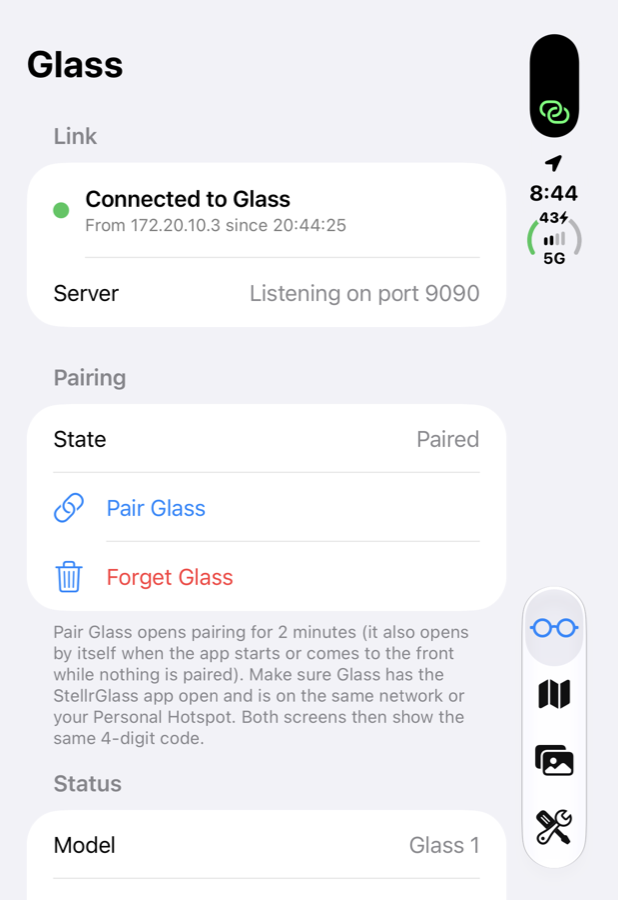 Glass
Link
Connected to Glass
From 172.20.10.3 since 20:44:25
Server
Listening on port 9090
Pairing
State
Paired
Pair Glass
Forget Glass
Pair Glass opens pairing for 2 minutes (it also opens
by itself when the app starts or comes to the front
while nothing is paired). Make sure Glass has the
StellrGlass app open and is on the same network or
your Personal Hotspot. Both screens then show the
same 4-digit code.
Status
Model
Glass 1
8:44
43
5G